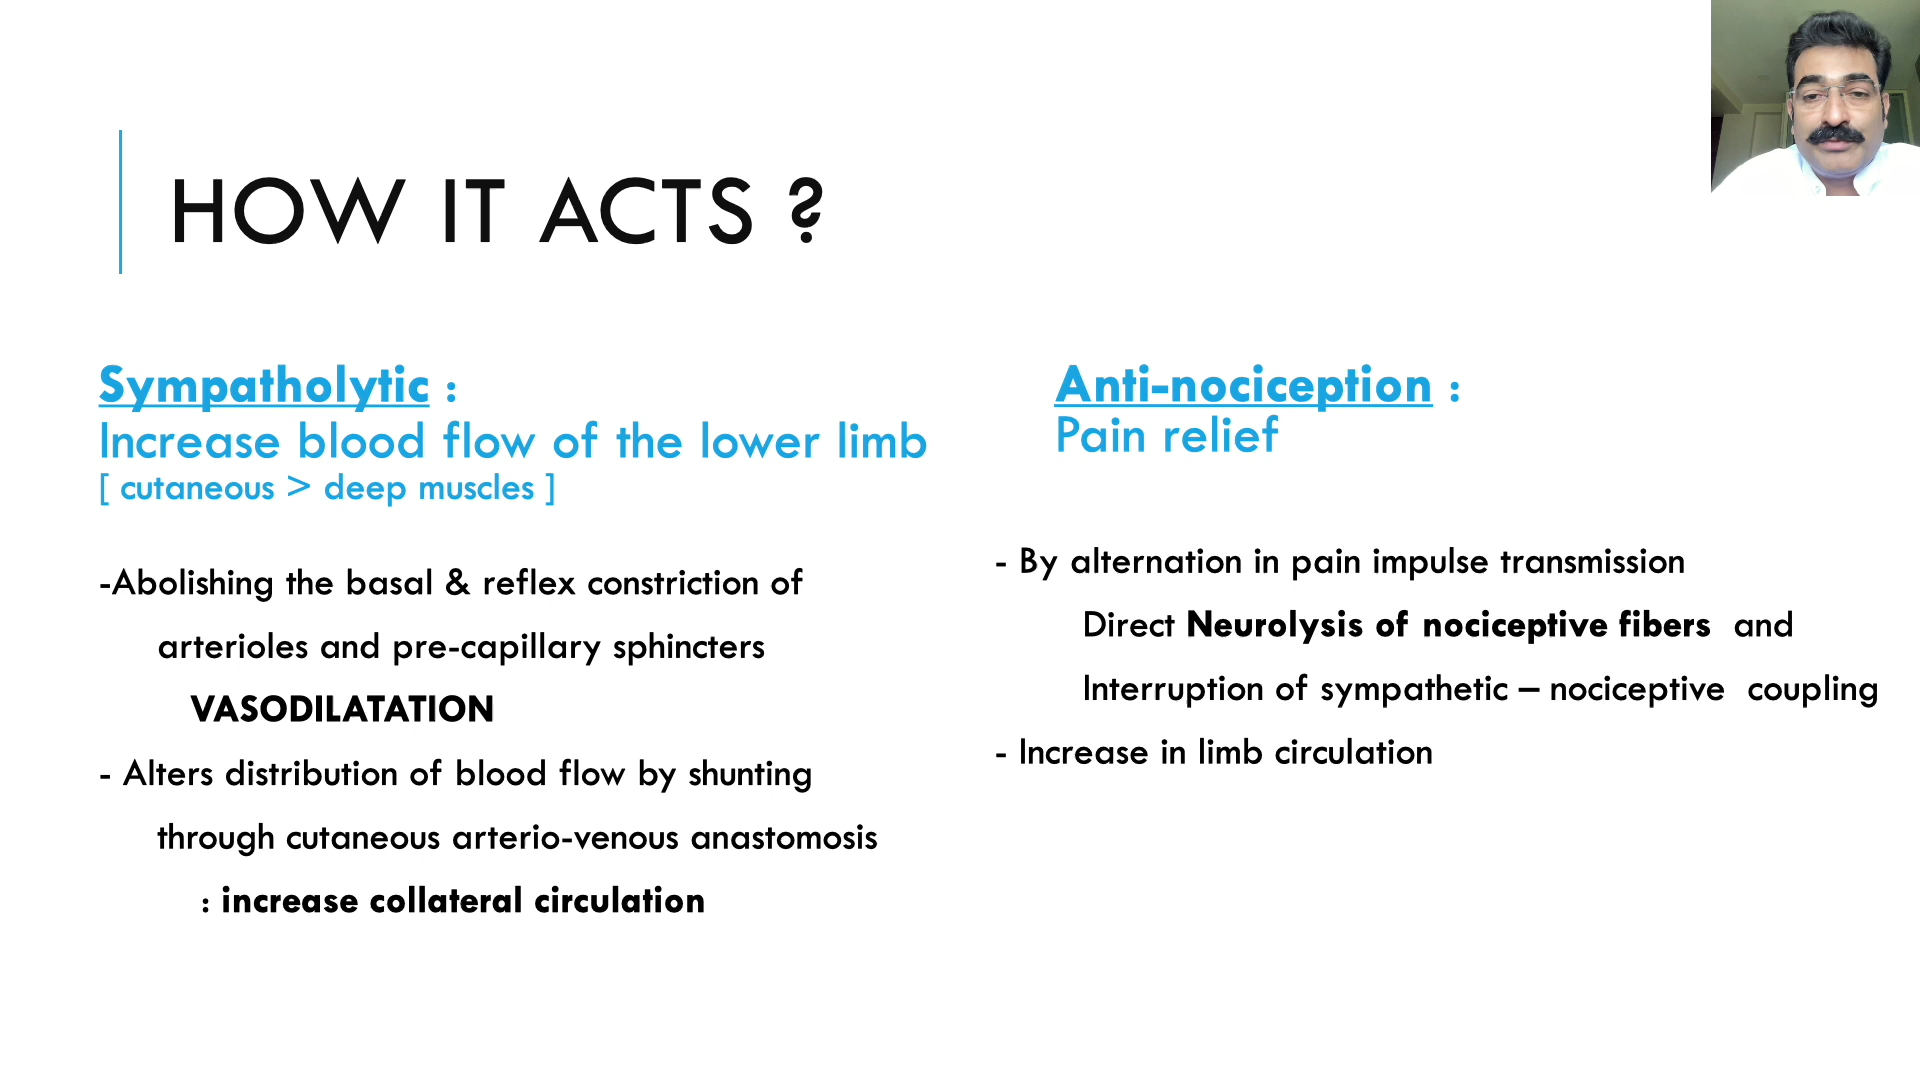 HOW IT ACTS ?
Sympatholytic :
Increase blood flow of the lower limb
[ cutaneous > deep muscles ]
-Abolishing the basal & reflex constriction of
arterioles and pre-capillary sphincters
VASODILATATION
- Alters distribution of blood flow by shunting
through cutaneous arterio-venous anastomosis
: increase collateral circulation
Anti-nociception :
Pain relief
- By alternation in pain impulse transmission
Direct Neurolysis of nociceptive fibers and
Interruption of sympathetic – nociceptive coupling
- Increase in limb circulation